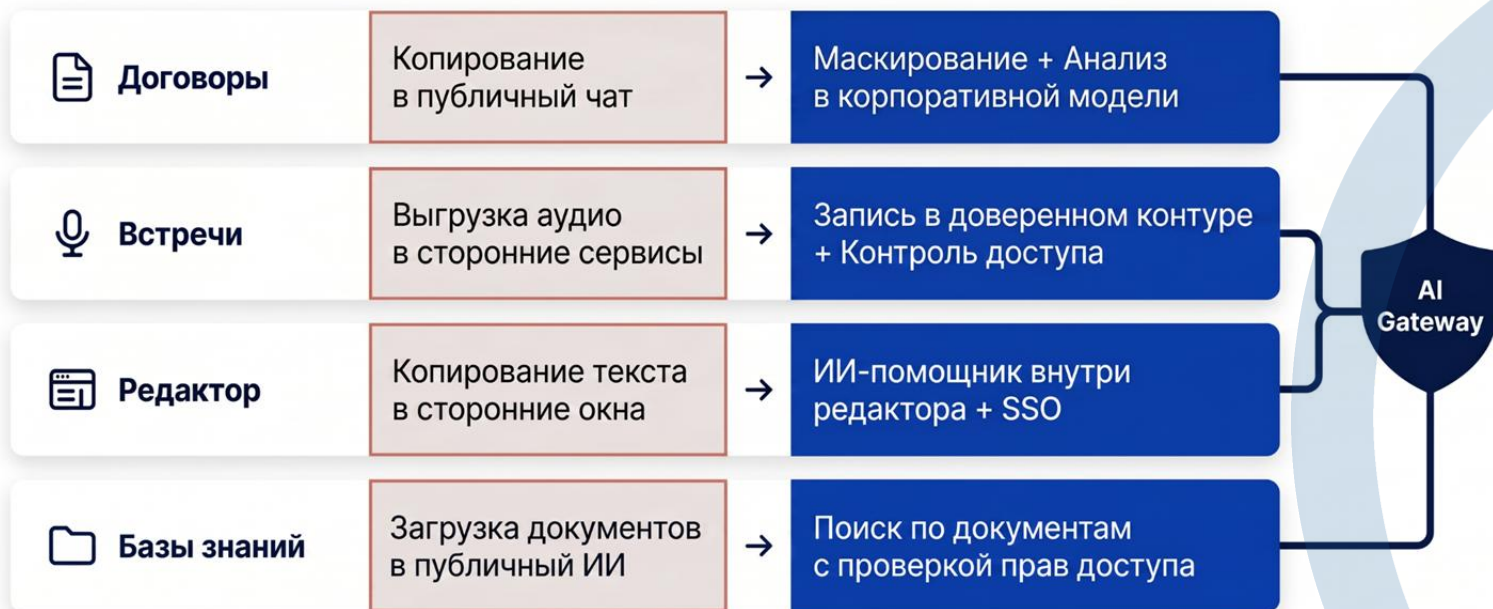 Договоры
Копирование
в публичный чат
→
Маскирование + Анализ
в корпоративной модели
Встречи
Выгрузка аудио
в сторонние сервисы
→
Запись в доверенном контуре
+ Контроль доступа
AI
Gateway
Редактор
Копирование текста
в сторонние окна
→
ИИ-помощник внутри
редактора + SSO
Базы знаний
Загрузка документов
в публичный ИИ
→
Поиск по документам
с проверкой прав доступа